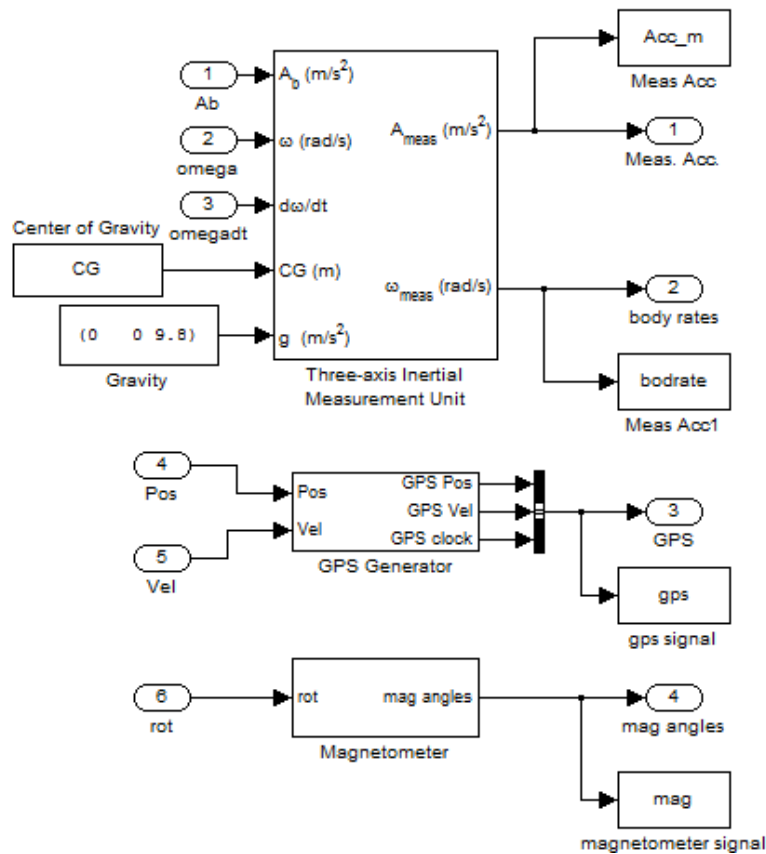 1
Ab
2
omega
3
omegadt
Center of Gravity
CG
(0 0 9.8)
Gravity
A_b (m/s²)
ω (rad/s)
dω/dt
CG (m)
g (m/s²)
A_meas (m/s²)
ω_meas (rad/s)
Three-axis Inertial
Measurement Unit
Acc_m
Meas Acc
1
Meas. Acc.
2
body rates
bodrate
Meas Acc1
4
Pos
5
Vel
Pos
Vel
GPS Pos
GPS Vel
GPS clock
GPS Generator
3
GPS
gps
gps signal
6
rot
rot
mag angles
Magnetometer
4
mag angles
mag
magnetometer signal